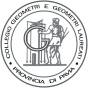 COLLEGIO GEOMETRI E GEOMETRI LAUREATI
PROVINCIA DI PAVIA